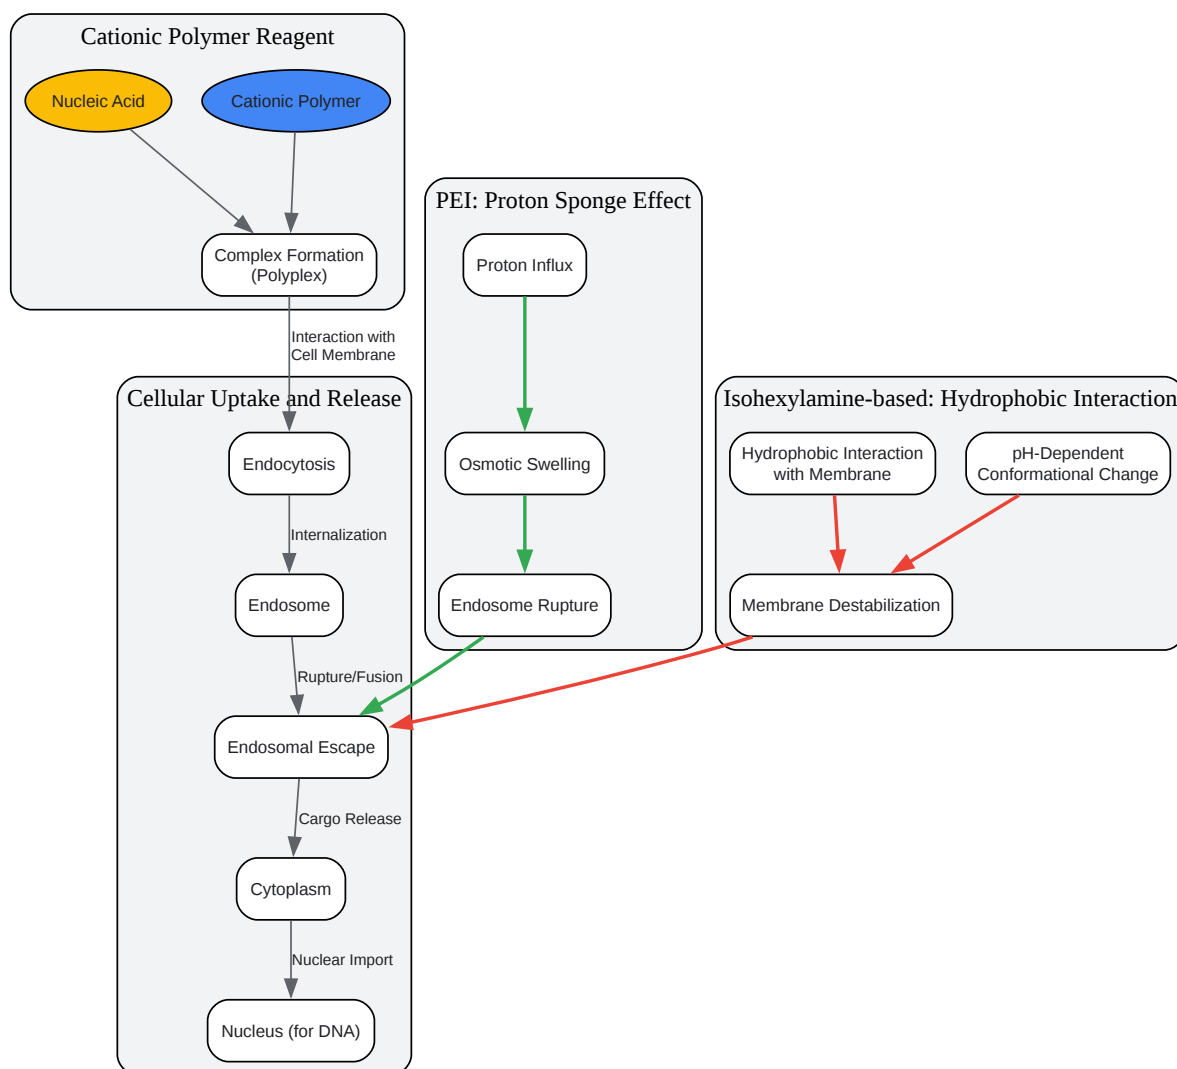 Cationic Polymer Reagent
Nucleic Acid
Cationic Polymer
Complex Formation
(Polyplex)
Interaction with
Cell Membrane
Cellular Uptake and Release
Endocytosis
Internalization
Endosome
Rupture/Fusion
Endosomal Escape
Cargo Release
Cytoplasm
Nuclear Import
Nucleus (for DNA)
PEI: Proton Sponge Effect
Proton Influx
Osmotic Swelling
Endosome Rupture
Isohexylamine-based: Hydrophobic Interaction
Hydrophobic Interaction
with Membrane
pH-Dependent
Conformational Change
Membrane Destabilization